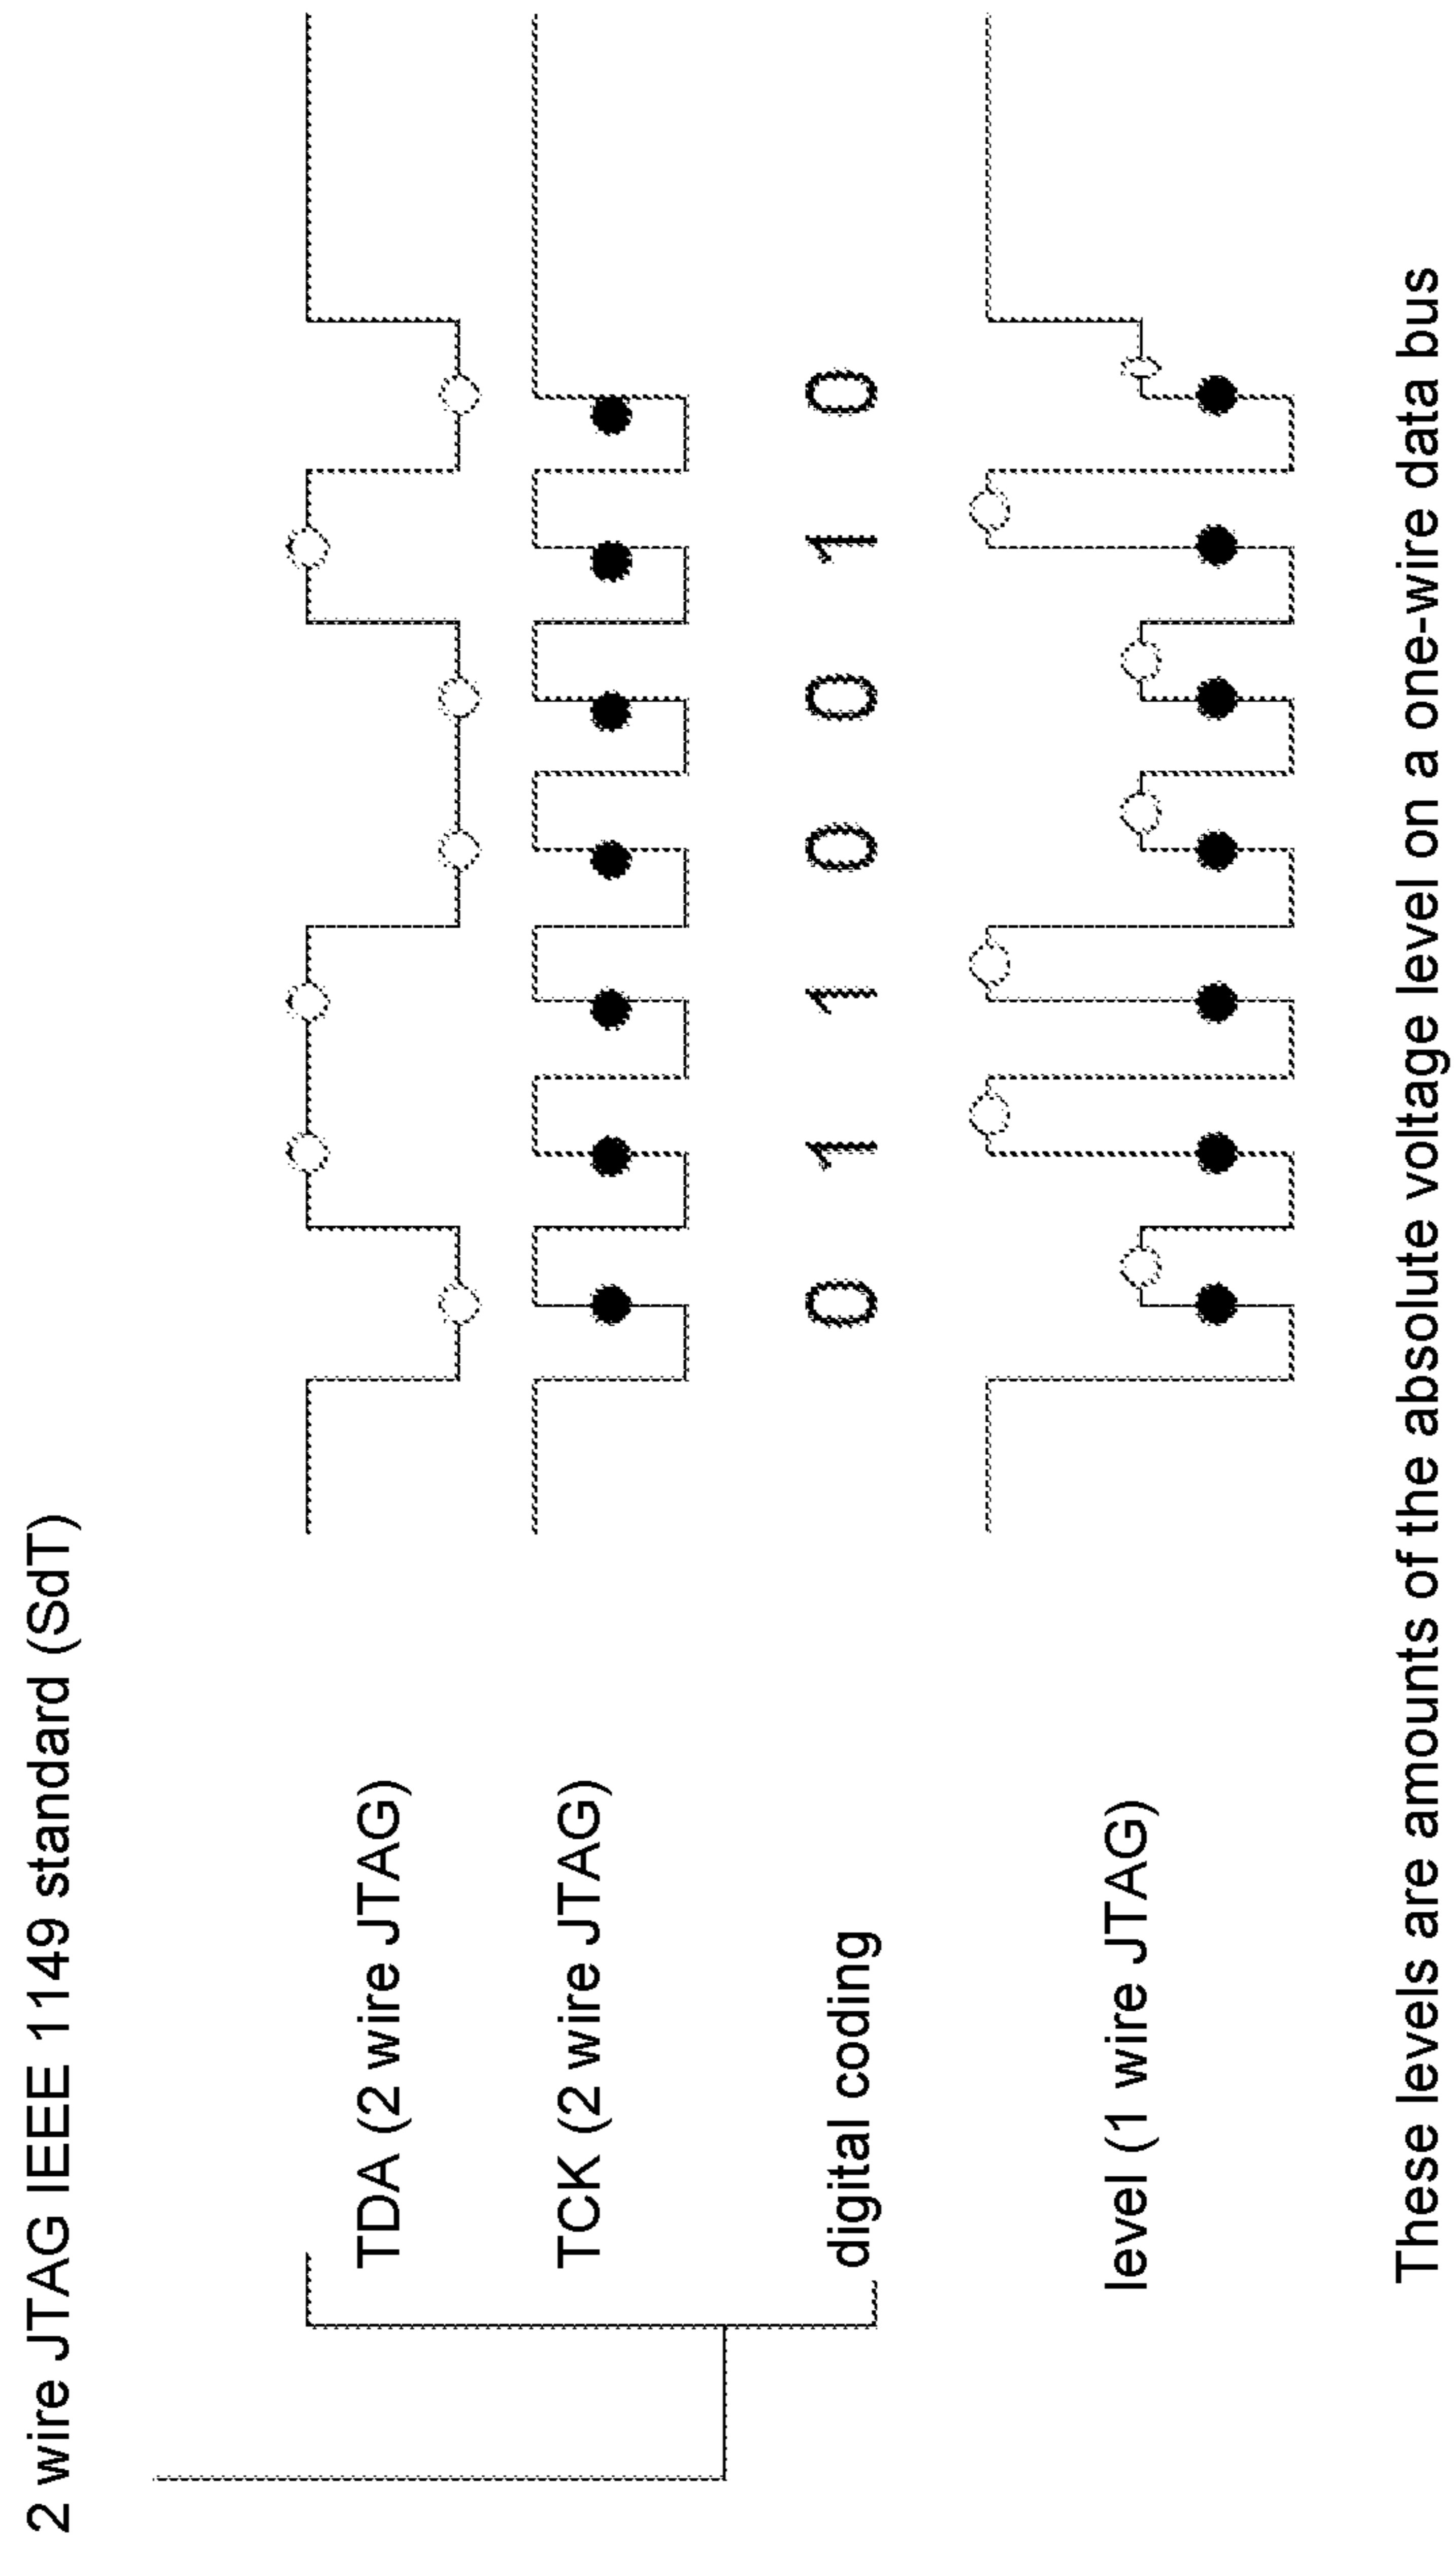 2 wire JTAG IEEE 1149 standard (SdT)
TDA (2 wire JTAG)
TCK (2 wire JTAG)
digital coding 0 1 1 0 0 1 0
level (1 wire JTAG)
These levels are amounts of the absolute voltage level on a one-wire data bus